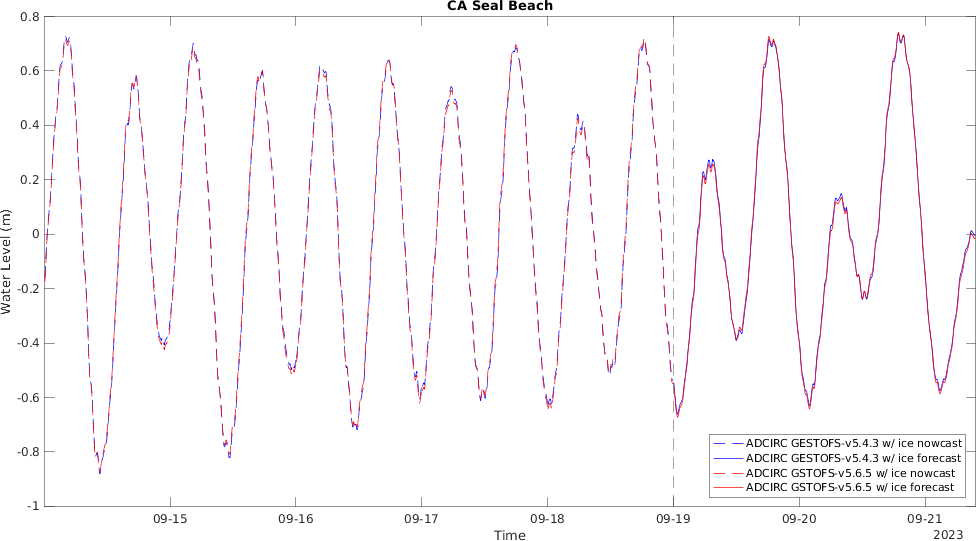 CA Seal Beach
0.8
0.6
0.4
0.2
0
-0.2
-0.4
-0.6
-0.8
-1
Water Level (m)
ADCIRC GESTOFS-v5.4.3 w/ ice nowcast
ADCIRC GESTOFS-v5.4.3 w/ ice forecast
ADCIRC GSTOFS-v5.6.5 w/ ice nowcast
ADCIRC GSTOFS-v5.6.5 w/ ice forecast
09-15 09-16 09-17 09-18 09-19 09-20 09-21
Time
2023